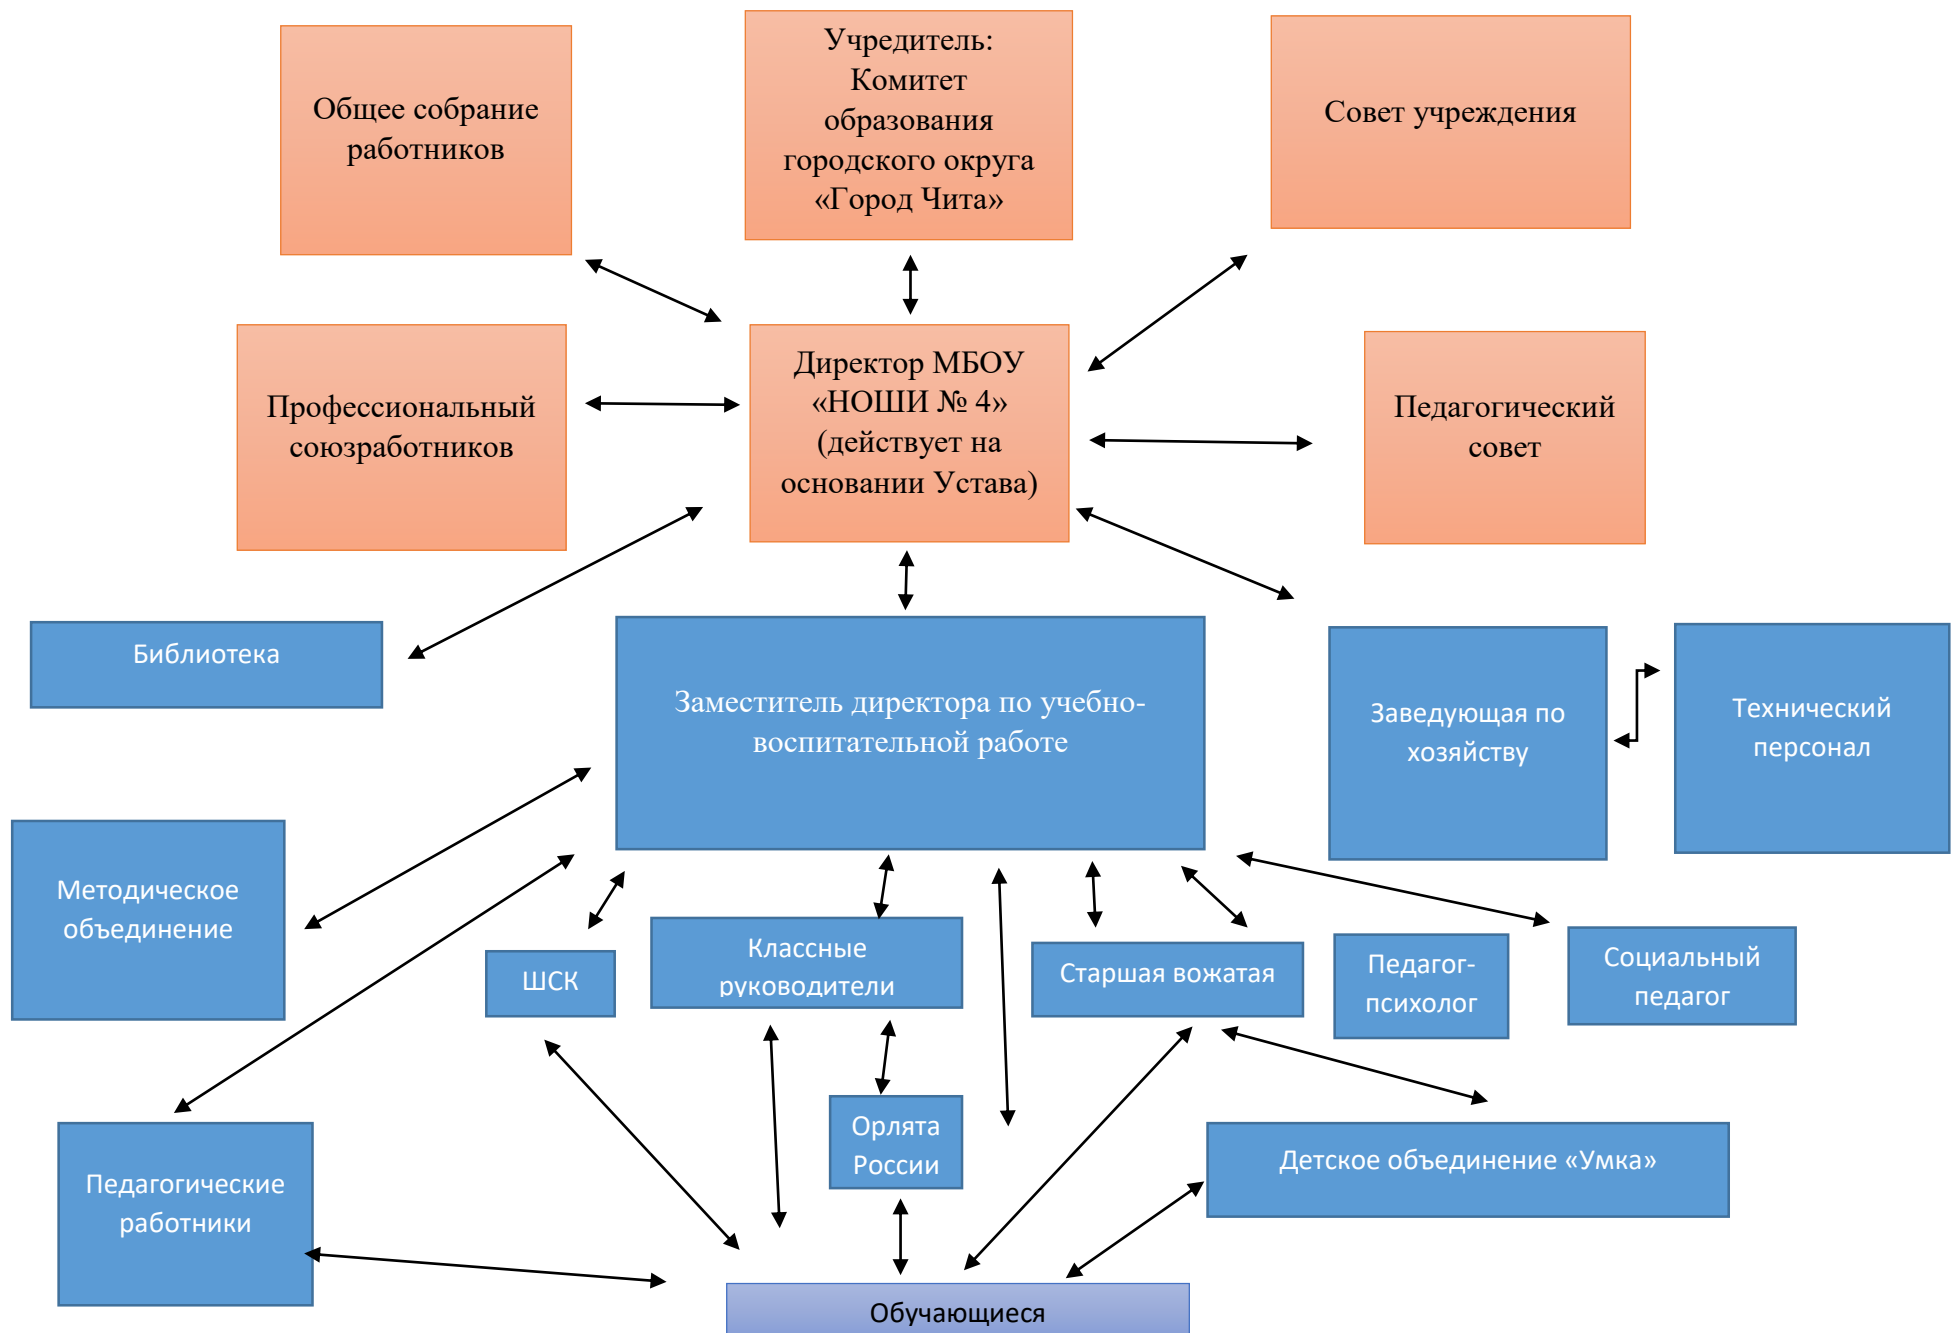 Общее собрание
работников
Учредитель:
Комитет
образования
городского округа
«Город Чита»
Совет учреждения
Профессиональный
союзработников
Директор МБОУ
«НОШИ № 4»
(действует на
основании Устава)
Педагогический
совет
Библиотека
Заместитель директора по учебно-
воспитательной работе
Заведующая по
хозяйству
Технический
персонал
Методическое
объединение
ШСК
Классные
руководители
Старшая вожатая
Педагог-
психолог
Социальный
педагог
Педагогические
работники
Орлята
России
Детское объединение «Умка»
Обучающиеся